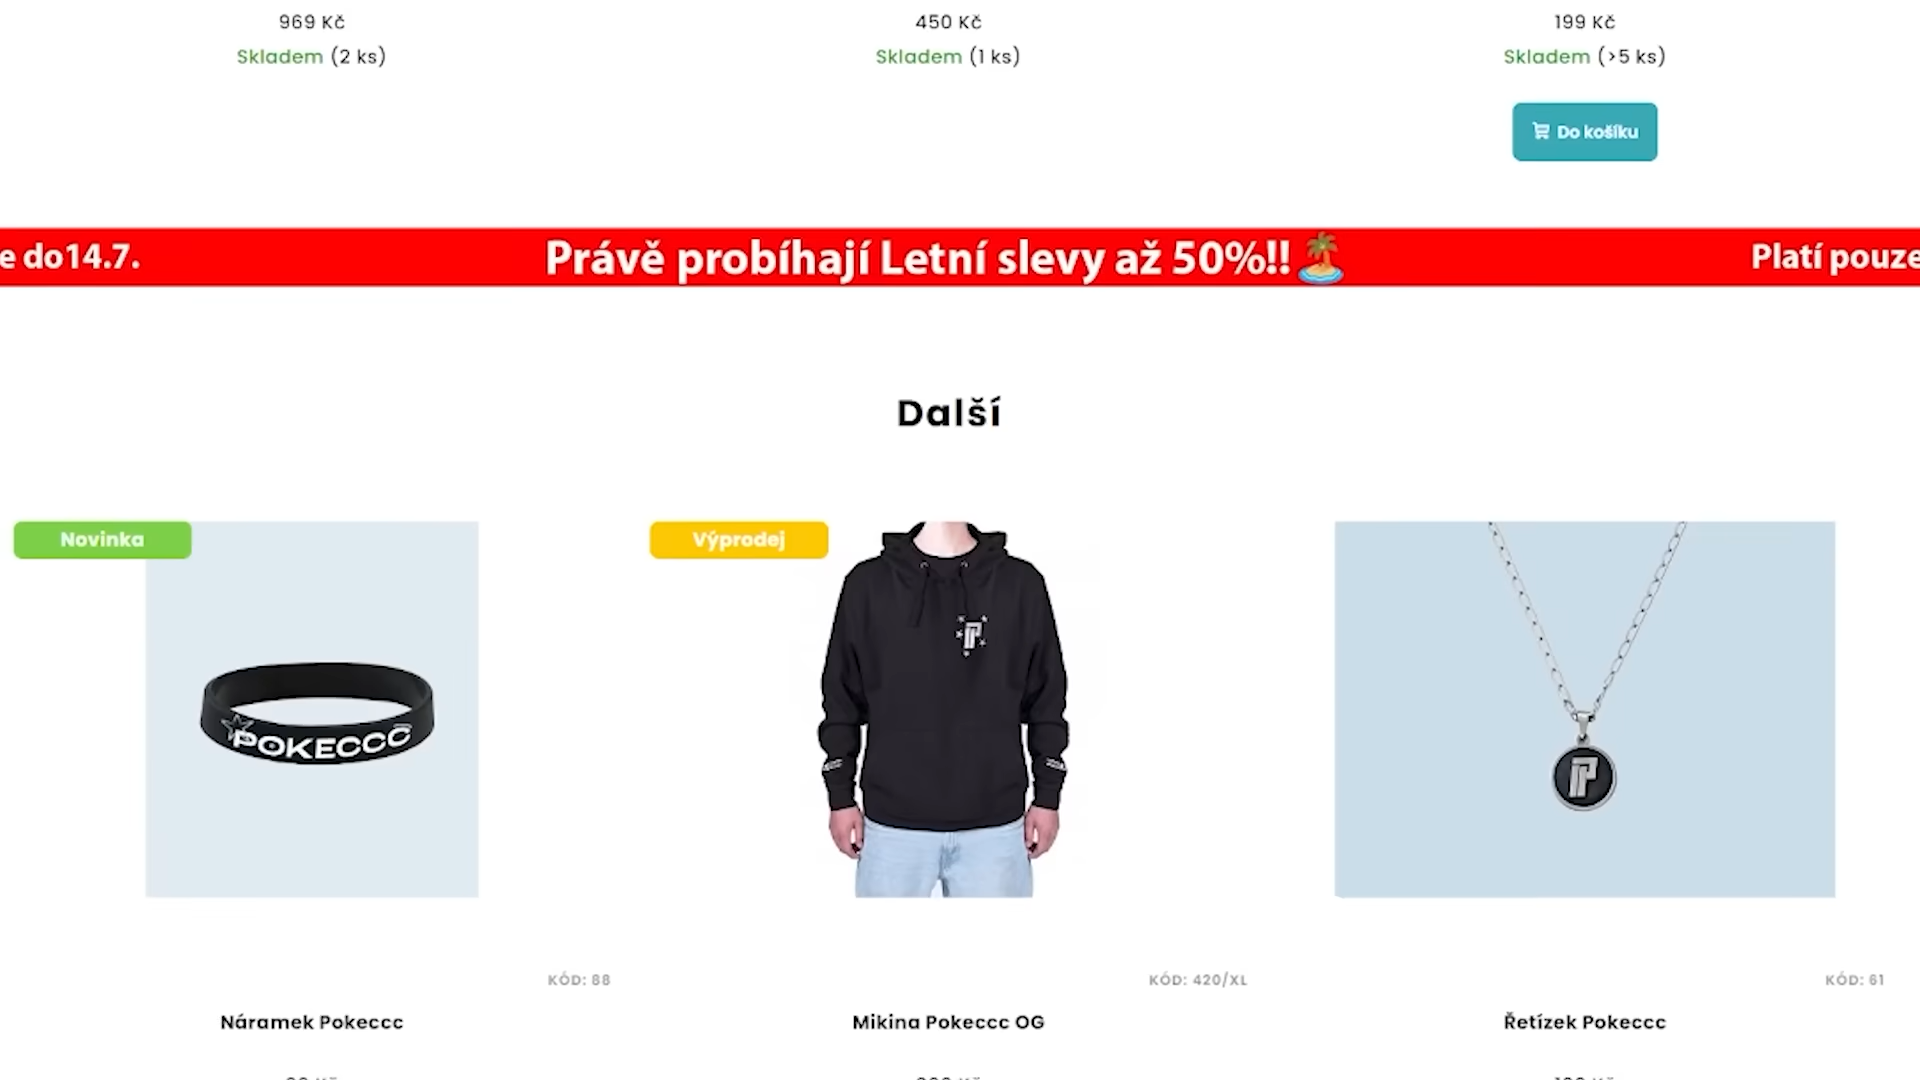 969 Kč
450 Kč
199 Kč
Skladem (2 ks)
Skladem (1 ks)
Skladem (>5 ks)
Do košíku
e do14.7.
Právě probíhají Letní slevy až 50%!!🏝️
Platí pouze
Další
Novinka
Výprodej
POKECCC
KÓD: 88
KÓD: 420/XL
KÓD: 61
Náramek Pokeccc
Mikina Pokeccc OG
Řetízek Pokeccc